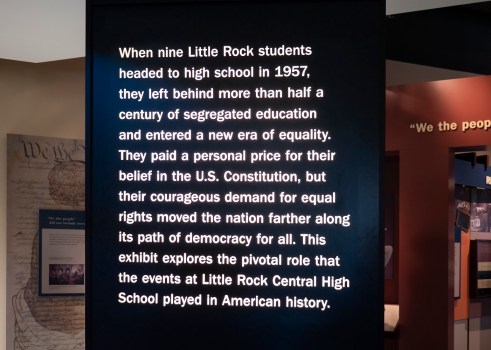 When nine Little Rock students
headed to high school in 1957,
they left behind more than half a
century of segregated education
and entered a new era of equality.
They paid a personal price for their
belief in the U.S. Constitution, but
their courageous demand for equal
rights moved the nation farther along
its path of democracy for all. This
exhibit explores the pivotal role that
the events at Little Rock Central High
School played in American history.
We the
"We the peop